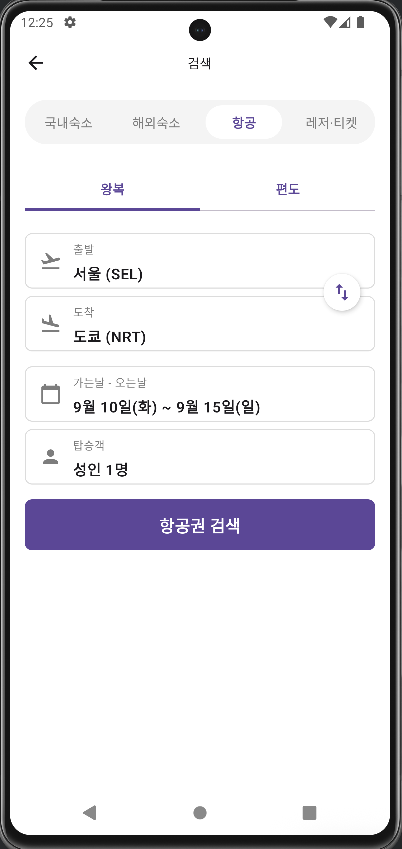 12:25
검색
국내숙소 해외숙소 항공 레저·티켓
왕복 편도
출발
서울 (SEL)
도착
도쿄 (NRT)
가는날 - 오는날
9월 10일(화) ~ 9월 15일(일)
탑승객
성인 1명
항공권 검색